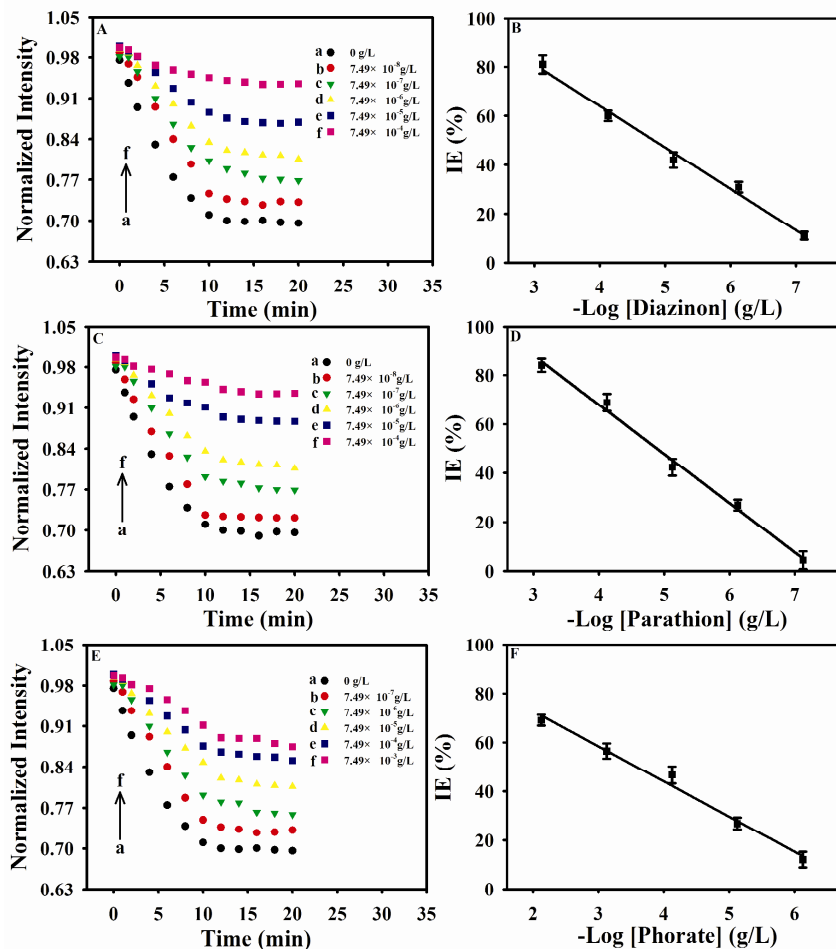 A
1.05
0.98
0.91
0.84
0.77
0.70
0.63
Normalized Intensity
a 0 g/L
b 7.49× 10⁻⁸g/L
c 7.49× 10⁻⁷g/L
d 7.49× 10⁻⁶g/L
e 7.49× 10⁻⁵g/L
f 7.49× 10⁻⁴g/L
f
a
0 5 10 15 20 25 30 35
Time (min)
B
100
80
60
40
20
0
IE (%)
3 4 5 6 7
-Log [Diazinon] (g/L)
C
1.05
0.98
0.91
0.84
0.77
0.70
0.63
Normalized Intensity
a 0 g/L
b 7.49× 10⁻⁸g/L
c 7.49× 10⁻⁷g/L
d 7.49× 10⁻⁶g/L
e 7.49× 10⁻⁵g/L
f 7.49× 10⁻⁴g/L
f
a
0 5 10 15 20 25 30 35
Time (min)
D
100
80
60
40
20
0
IE (%)
3 4 5 6 7
-Log [Parathion] (g/L)
E
1.05
0.98
0.91
0.84
0.77
0.70
0.63
Normalized Intensity
a 0 g/L
b 7.49× 10⁻⁷g/L
c 7.49× 10⁻⁶g/L
d 7.49× 10⁻⁵g/L
e 7.49× 10⁻⁴g/L
f 7.49× 10⁻³g/L
f
a
0 5 10 15 20 25 30 35
Time (min)
F
100
80
60
40
20
0
IE (%)
2 3 4 5 6 7
-Log [Phorate] (g/L)